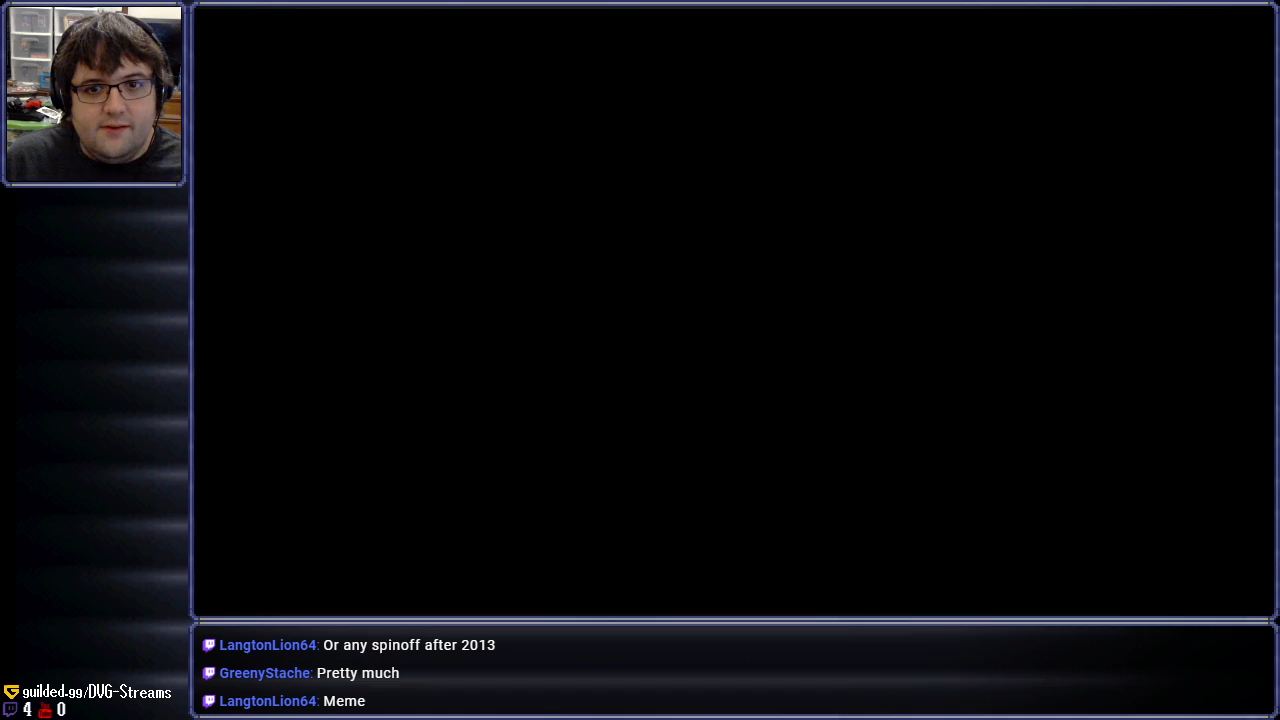 LangtonLion64: Or any spinoff after 2013
GreenyStache: Pretty much
LangtonLion64: Meme
guilded.gg/DVG-Streams
4 0